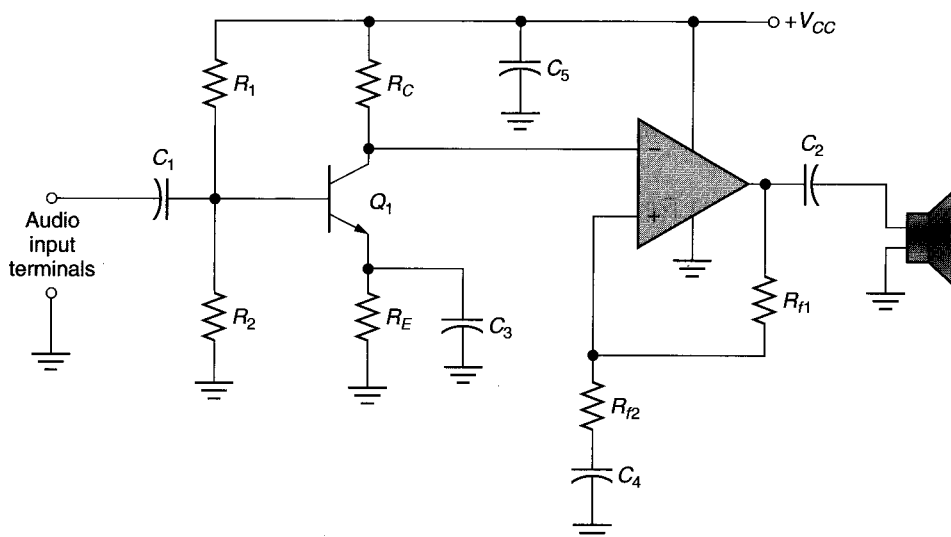 +V_CC
R_1
R_C
C_5
C_1
C_2
Q_1
−
+
Audio
input
terminals
R_2
R_E
C_3
R_f1
R_f2
C_4